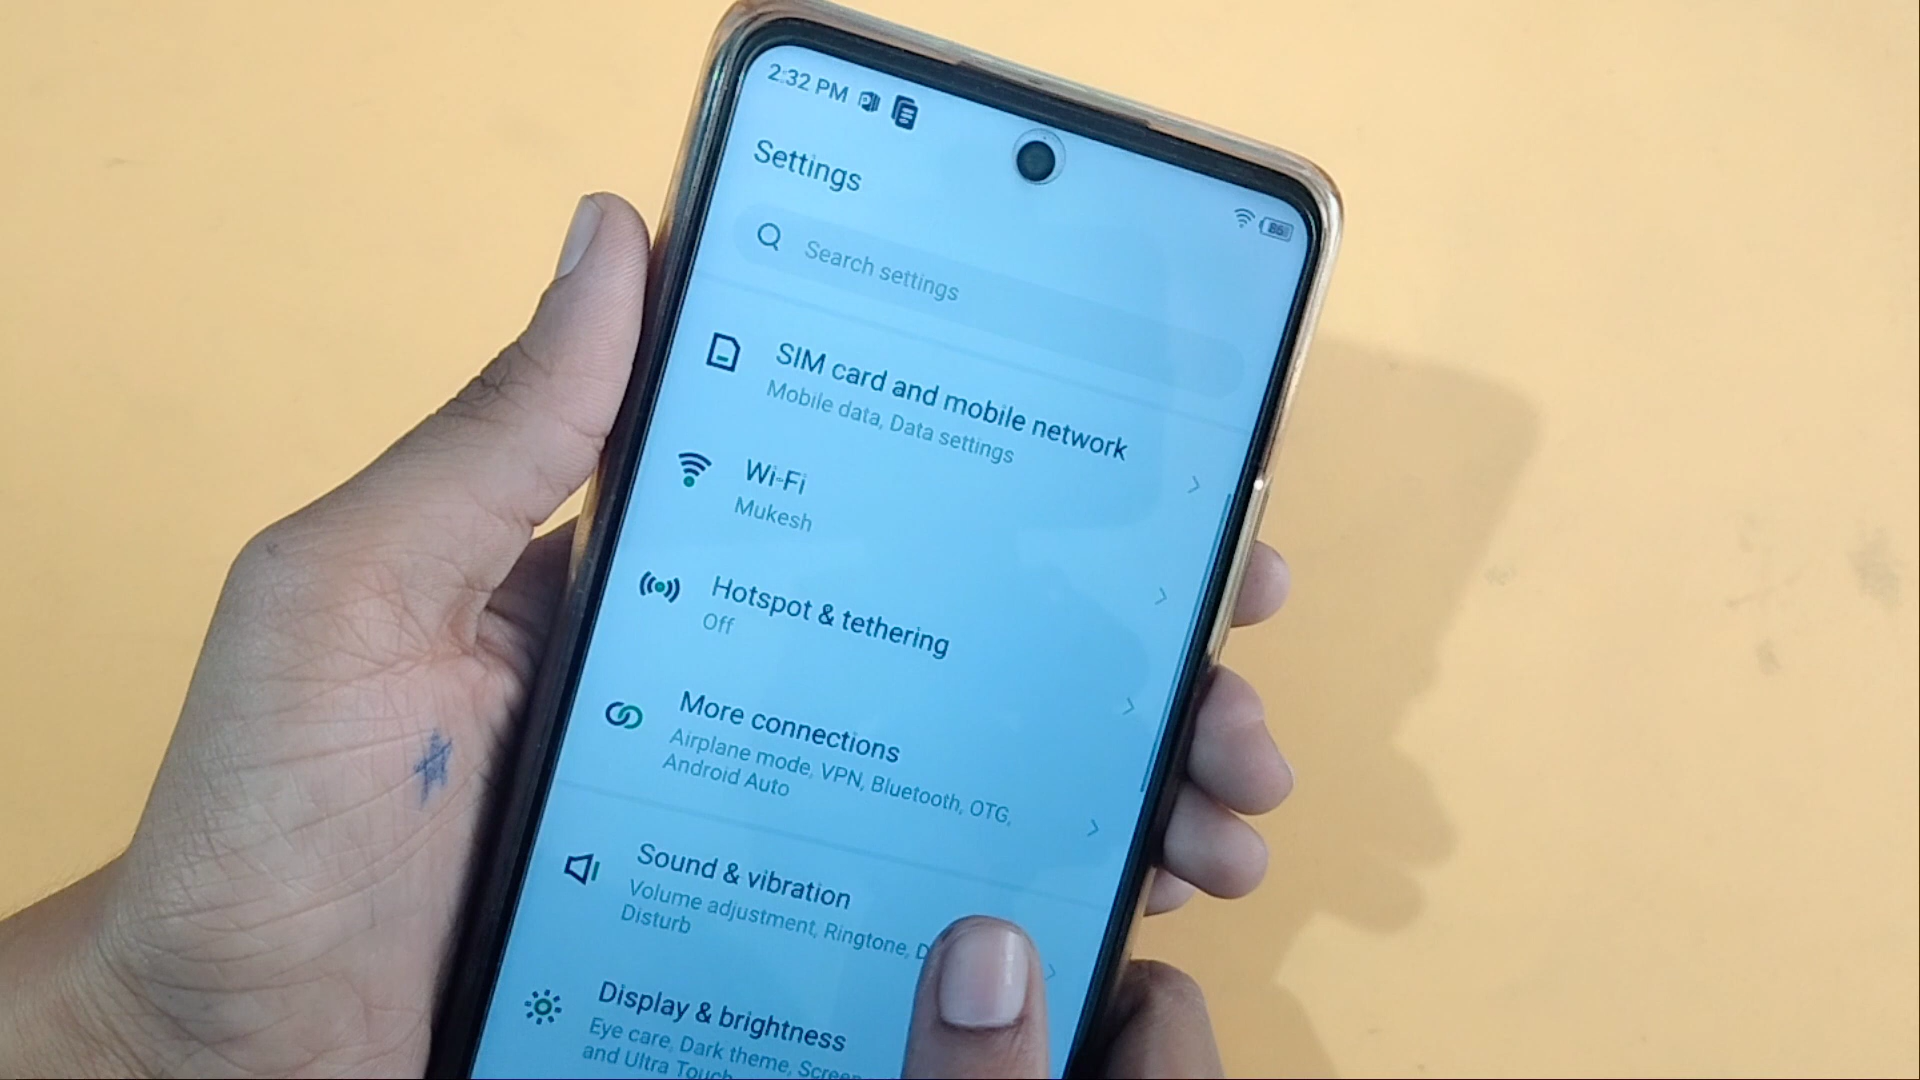 2:32 PM
86
Settings
Search settings
SIM card and mobile network
Mobile data, Data settings
Wi-Fi
Mukesh
Hotspot & tethering
Off
More connections
Airplane mode, VPN, Bluetooth, OTG,
Android Auto
Sound & vibration
Volume adjustment, Ringtone, D
Disturb
Display & brightness
Eye care, Dark theme, Screen
and Ultra Touch